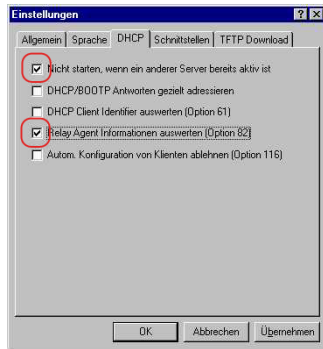 Einstellungen
Allgemein Sprache DHCP Schnittstellen TFTP Download
Nicht starten, wenn ein anderer Server bereits aktiv ist
DHCP/BOOTP Antworten gezielt adressieren
DHCP Client Identifier auswerten (Option 61)
Relay Agent Informationen auswerten (Option 82)
Autom. Konfiguration von Klienten ablehnen (Option 116)
OK Abbrechen Übernehmen